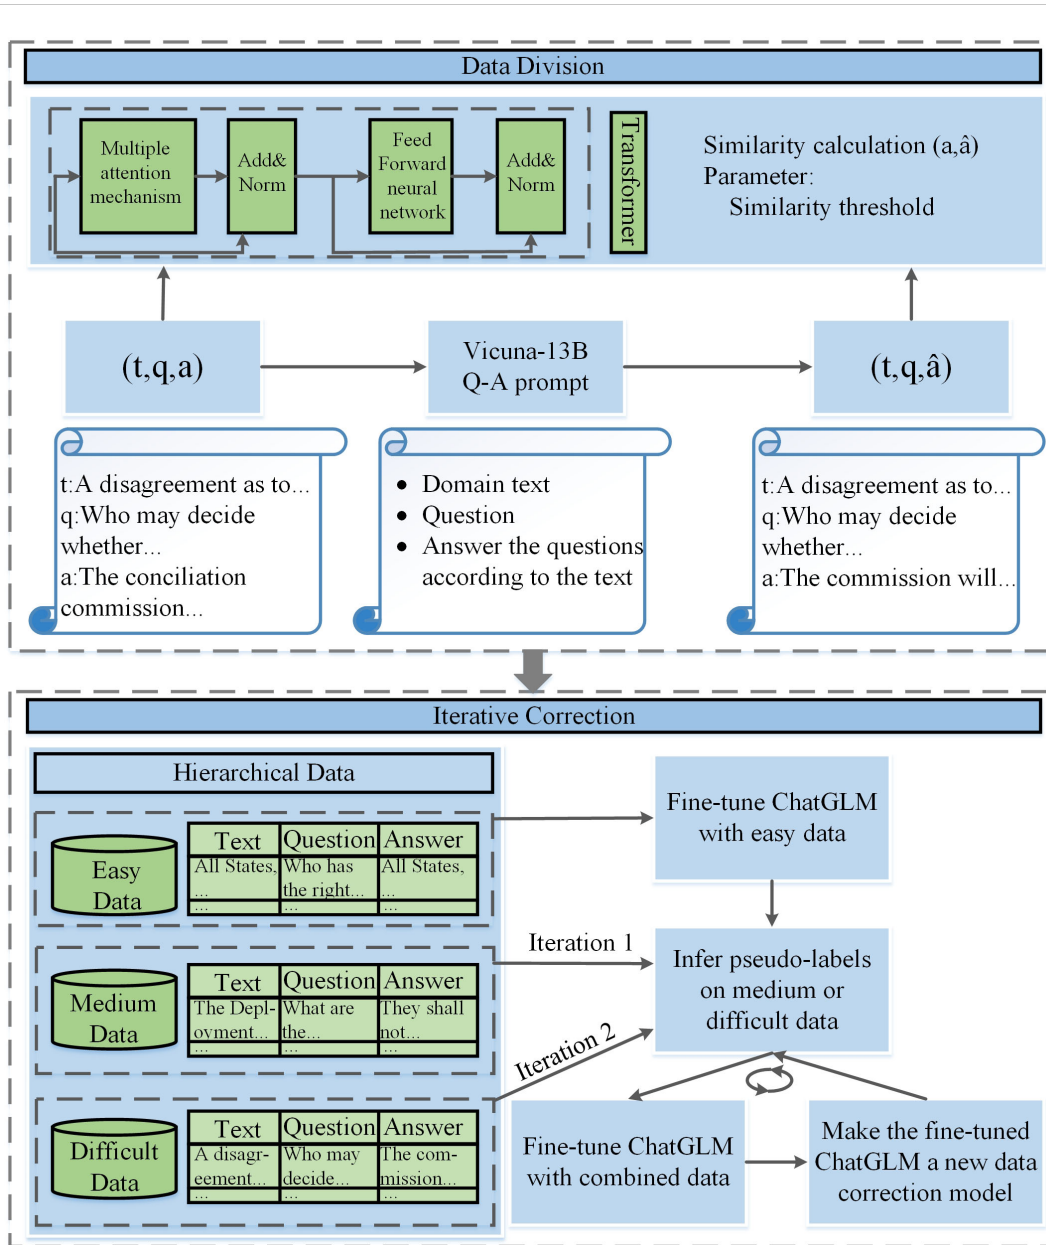 Data Division
Multiple
attention
mechanism
Add&
Norm
Feed
Forward
neural
network
Add&
Norm
Transformer
Similarity calculation (a,â)
Parameter:
Similarity threshold
(t,q,a)
Vicuna-13B
Q-A prompt
(t,q,â)
t:A disagreement as to...
q:Who may decide
whether...
a:The conciliation
commission...
• Domain text
• Question
• Answer the questions
according to the text
t:A disagreement as to...
q:Who may decide
whether...
a:The commission will...
Iterative Correction
Hierarchical Data
Easy
Data
Text Question Answer
All States,
...
Who has
the right...
All States,
...
... ... ...
Medium
Data
Text Question Answer
The Depl-
oyment...
What are
the...
They shall
not...
... ... ...
Difficult
Data
Text Question Answer
A disagr-
eement...
Who may
decide...
The com-
mission...
... ... ...
Iteration 1
Iteration 2
Fine-tune ChatGLM
with easy data
Infer pseudo-labels
on medium or
difficult data
Fine-tune ChatGLM
with combined data
Make the fine-tuned
ChatGLM a new data
correction model